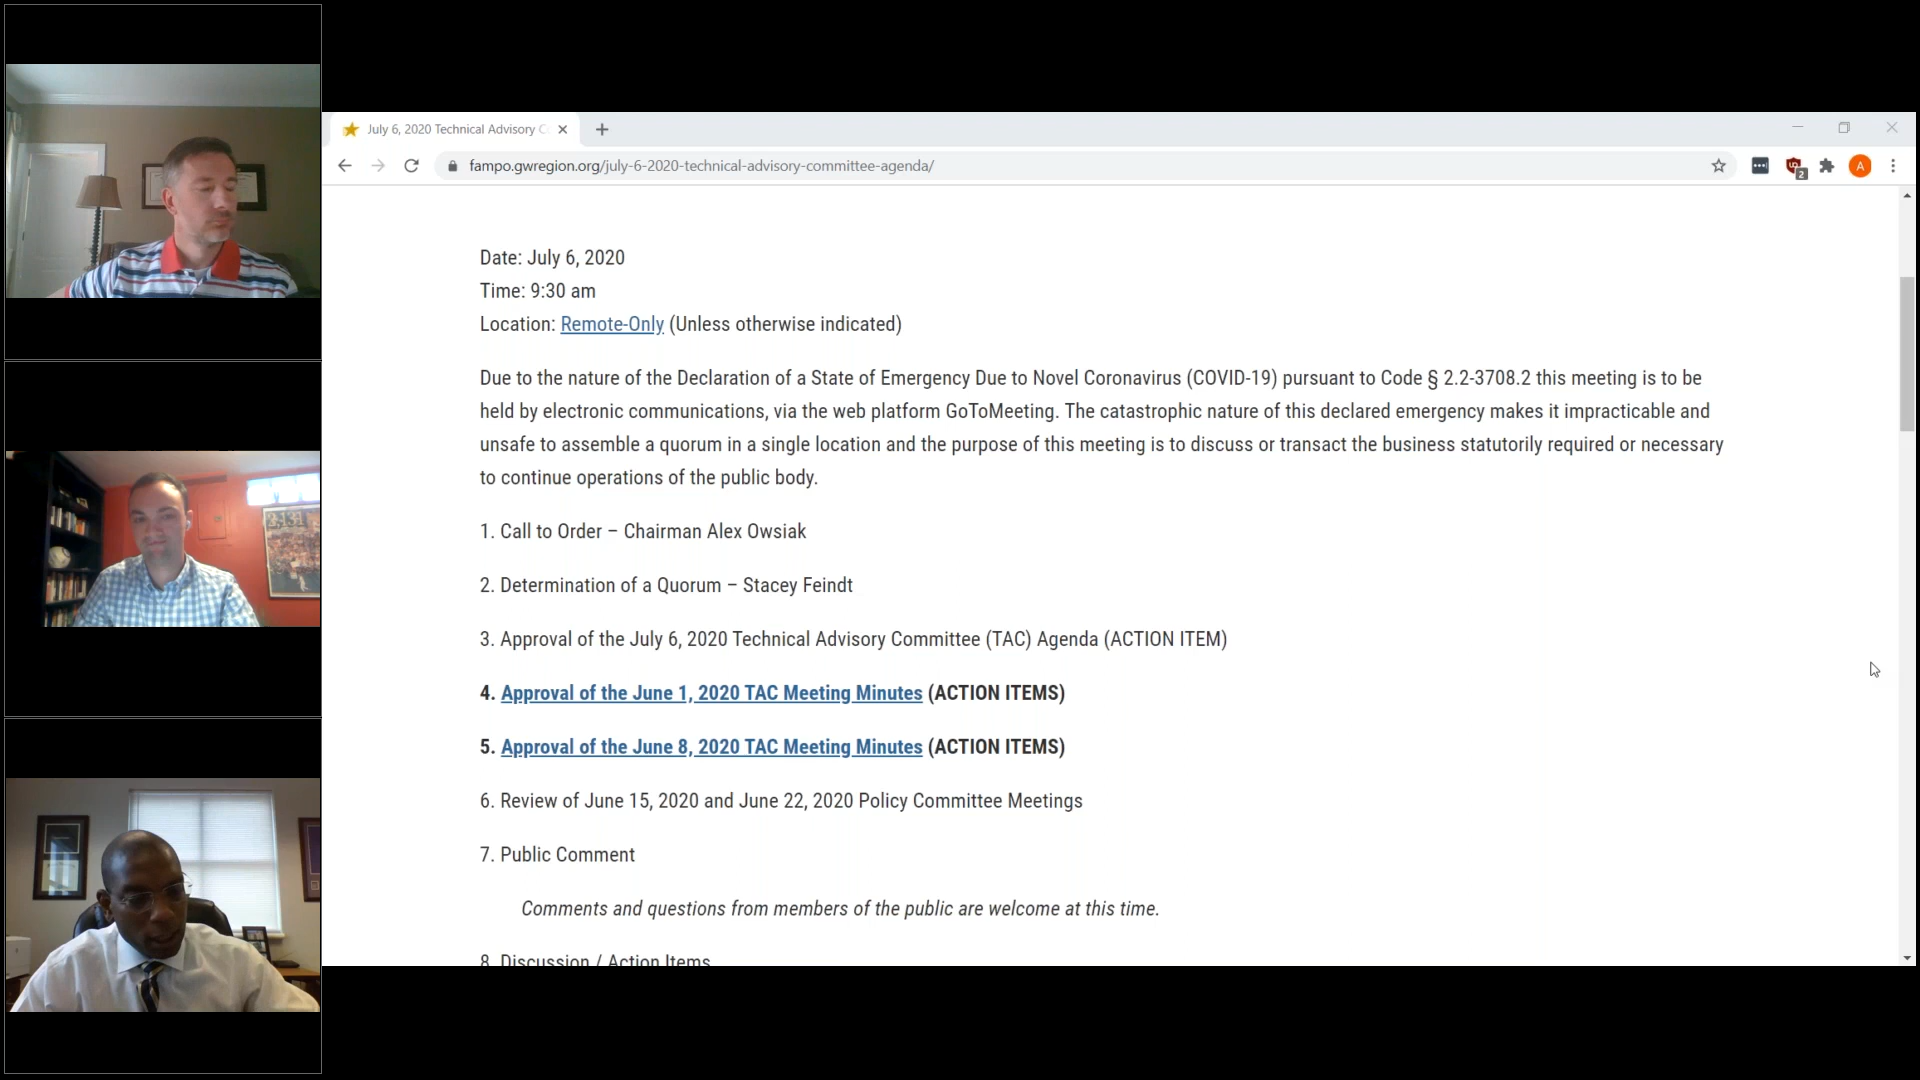 July 6, 2020 Technical Advisory C
fampo.gwregion.org/july-6-2020-technical-advisory-committee-agenda/
2
A
Date: July 6, 2020
Time: 9:30 am
Location: Remote-Only (Unless otherwise indicated)
Due to the nature of the Declaration of a State of Emergency Due to Novel Coronavirus (COVID-19) pursuant to Code § 2.2-3708.2 this meeting is to be
held by electronic communications, via the web platform GoToMeeting. The catastrophic nature of this declared emergency makes it impracticable and
unsafe to assemble a quorum in a single location and the purpose of this meeting is to discuss or transact the business statutorily required or necessary
to continue operations of the public body.
1. Call to Order – Chairman Alex Owsiak
2. Determination of a Quorum – Stacey Feindt
3. Approval of the July 6, 2020 Technical Advisory Committee (TAC) Agenda (ACTION ITEM)
4. Approval of the June 1, 2020 TAC Meeting Minutes (ACTION ITEMS)
5. Approval of the June 8, 2020 TAC Meeting Minutes (ACTION ITEMS)
6. Review of June 15, 2020 and June 22, 2020 Policy Committee Meetings
7. Public Comment
Comments and questions from members of the public are welcome at this time.
8. Discussion / Action Items